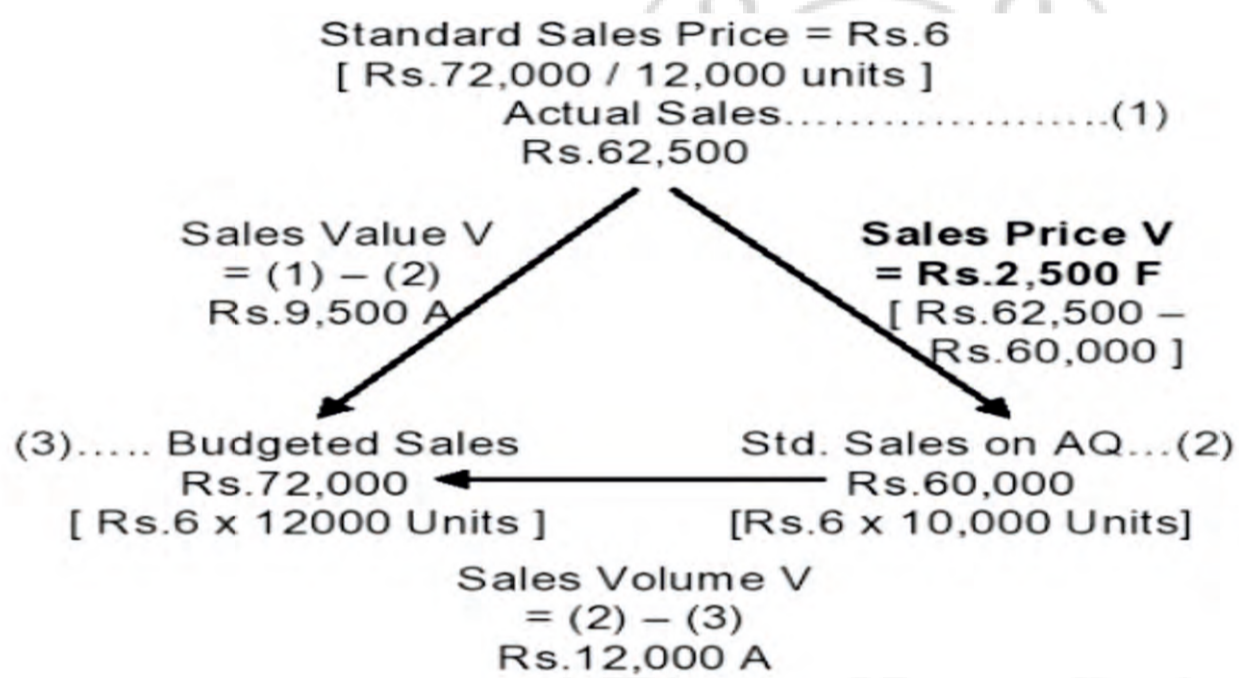 Standard Sales Price = Rs.6
[ Rs.72,000 / 12,000 units ]
Actual Sales.....................(1)
Rs.62,500
Sales Value V
= (1) – (2)
Rs.9,500 A
Sales Price V
= Rs.2,500 F
[ Rs.62,500 –
Rs.60,000 ]
(3)..... Budgeted Sales
Rs.72,000
[ Rs.6 x 12000 Units ]
Std. Sales on AQ...(2)
Rs.60,000
[Rs.6 x 10,000 Units]
Sales Volume V
= (2) – (3)
Rs.12,000 A